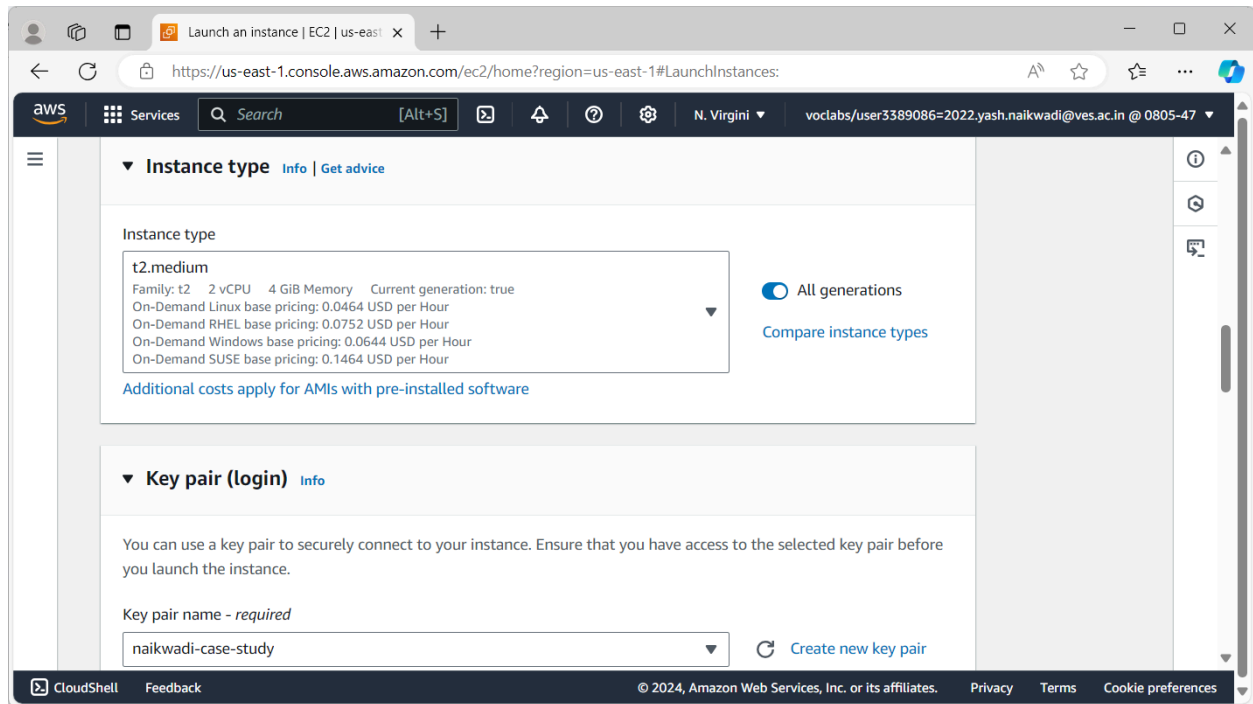 Launch an instance | EC2 | us-east
https://us-east-1.console.aws.amazon.com/ec2/home?region=us-east-1#LaunchInstances:
aws Services Search [Alt+S] N. Virgini voclabs/user3389086=2022.yash.naikwadi@ves.ac.in @ 0805-47
Instance type Info | Get advice
Instance type
t2.medium
Family: t2 2 vCPU 4 GiB Memory Current generation: true
On-Demand Linux base pricing: 0.0464 USD per Hour
On-Demand RHEL base pricing: 0.0752 USD per Hour
On-Demand Windows base pricing: 0.0644 USD per Hour
On-Demand SUSE base pricing: 0.1464 USD per Hour
All generations
Compare instance types
Additional costs apply for AMIs with pre-installed software
Key pair (login) Info
You can use a key pair to securely connect to your instance. Ensure that you have access to the selected key pair before
you launch the instance.
Key pair name - required
naikwadi-case-study
Create new key pair
CloudShell Feedback © 2024, Amazon Web Services, Inc. or its affiliates. Privacy Terms Cookie preferences